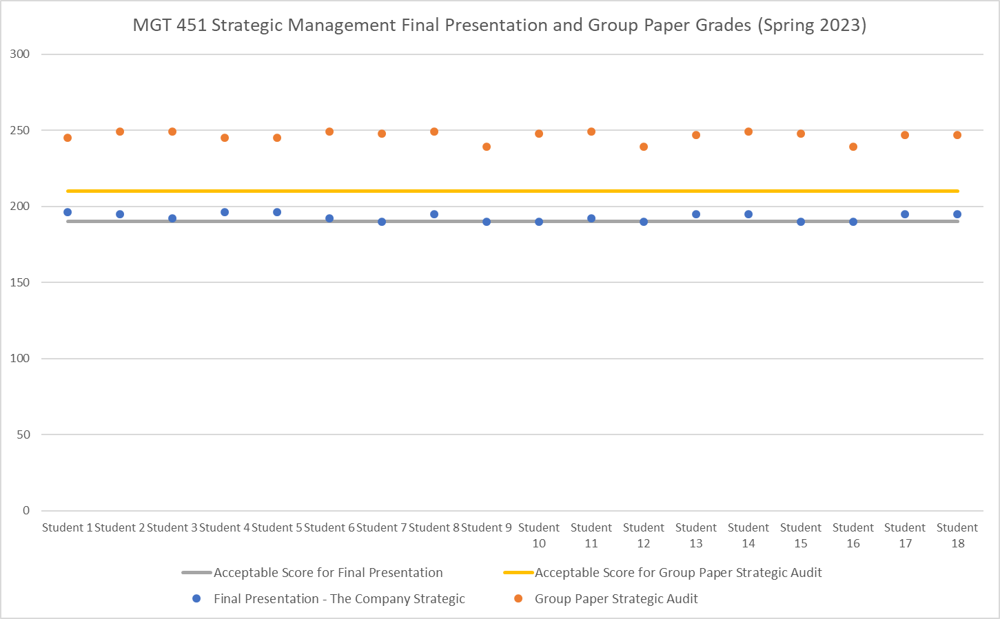 MGT 451 Strategic Management Final Presentation and Group Paper Grades (Spring 2023)
300
250
200
150
100
50
0
Student 1 Student 2 Student 3 Student 4 Student 5 Student 6 Student 7 Student 8 Student 9 Student Student Student Student Student Student Student Student Student
10 11 12 13 14 15 16 17 18
Acceptable Score for Final Presentation Acceptable Score for Group Paper Strategic Audit
Final Presentation - The Company Strategic Group Paper Strategic Audit